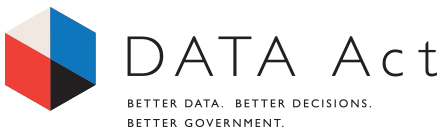 DATA Act
BETTER DATA. BETTER DECISIONS.
BETTER GOVERNMENT.